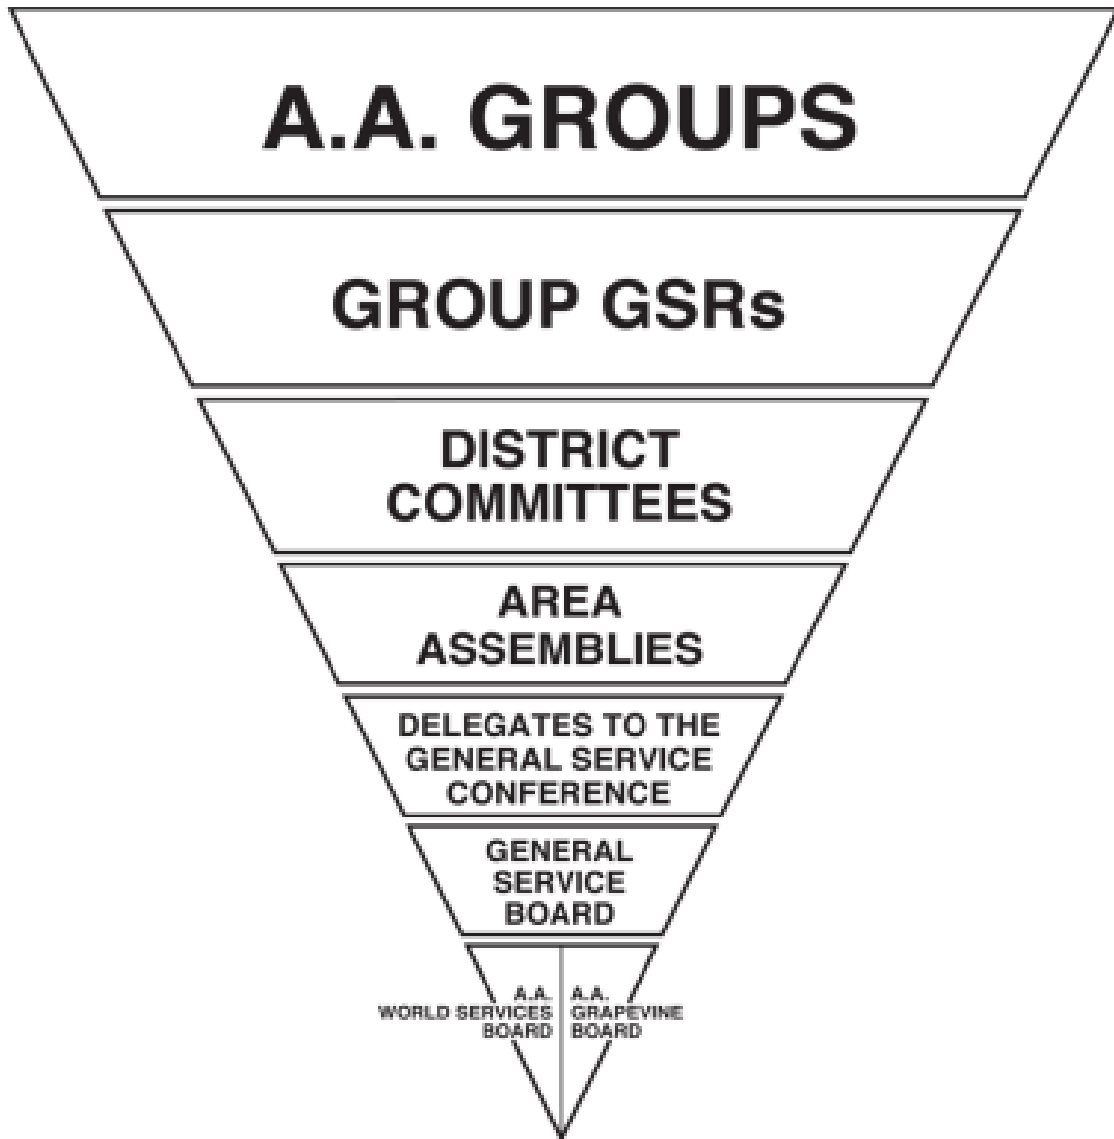 A.A. GROUPS
GROUP GSRs
DISTRICT
COMMITTEES
AREA
ASSEMBLIES
DELEGATES TO THE
GENERAL SERVICE
CONFERENCE
GENERAL
SERVICE
BOARD
A.A.
WORLD SERVICES
BOARD
A.A.
GRAPEVINE
BOARD